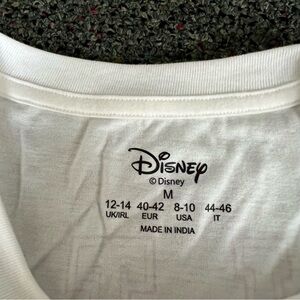 Disney
© Disney
M
12-14 40-42 8-10 44-46
UK/IRL EUR USA IT
MADE IN INDIA